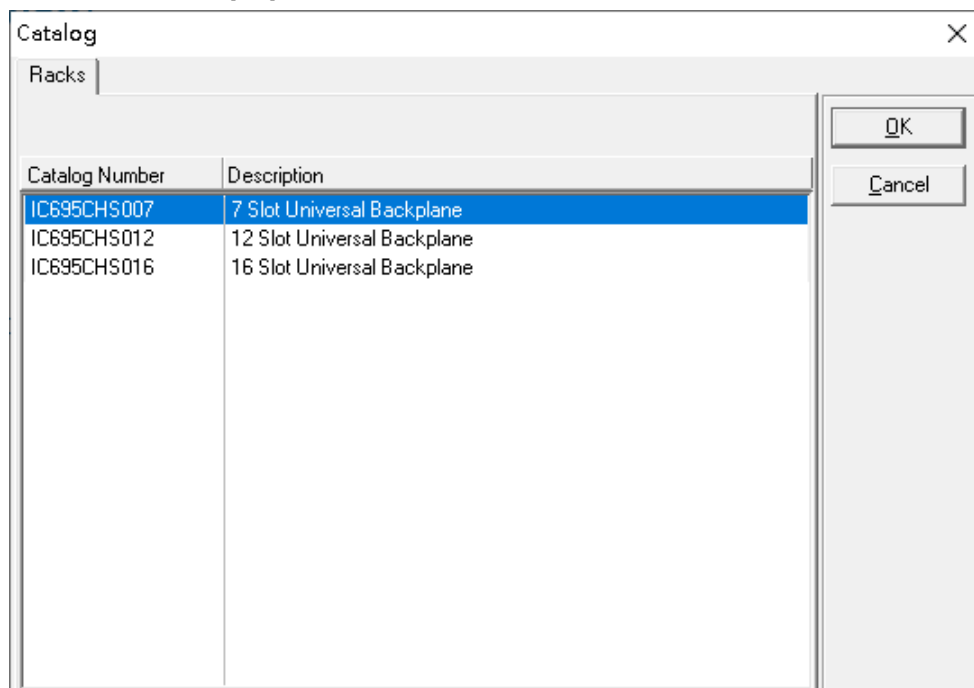 Catalog
Racks
OK
Cancel
Catalog Number Description
IC695CHS007 7 Slot Universal Backplane
IC695CHS012 12 Slot Universal Backplane
IC695CHS016 16 Slot Universal Backplane